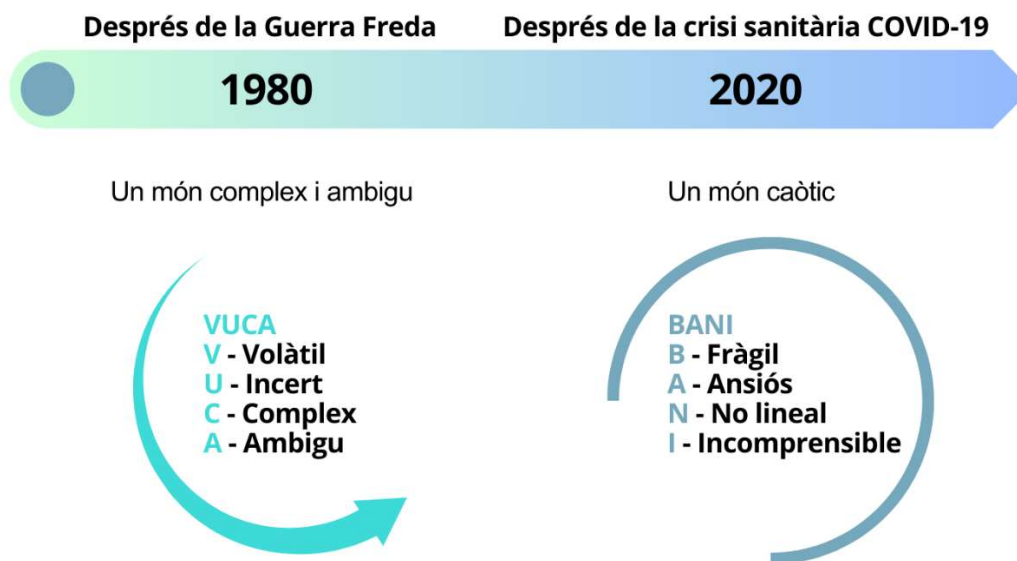 Després de la Guerra Freda
1980
Després de la crisi sanitària COVID-19
2020
Un món complex i ambigu
VUCA
V - Volàtil
U - Incert
C - Complex
A - Ambigu
Un món caòtic
BANI
B - Fràgil
A - Ansiós
N - No lineal
I - Incomprensible